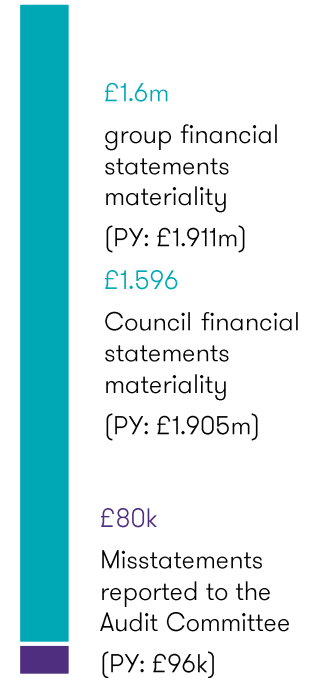 £1.6m
group financial
statements
materiality
(PY: £1.911m)
£1.596
Council financial
statements
materiality
(PY: £1.905m)
£80k
Misstatements
reported to the
Audit Committee
(PY: £96k)